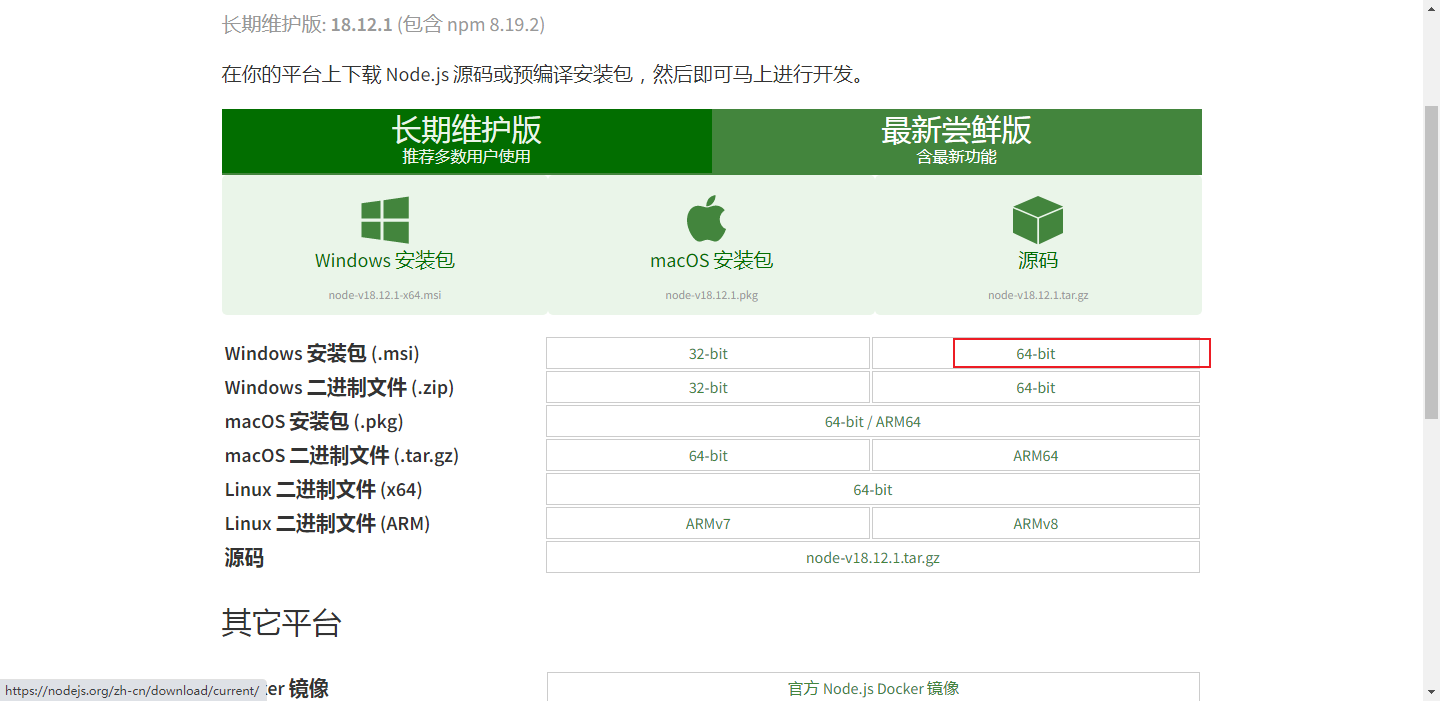 长期维护版: 18.12.1 (包含 npm 8.19.2)
在你的平台上下载 Node.js 源码或预编译安装包，然后即可马上进行开发。
长期维护版
推荐多数用户使用
最新尝鲜版
含最新功能
Windows 安装包
node-v18.12.1-x64.msi
macOS 安装包
node-v18.12.1.pkg
源码
node-v18.12.1.tar.gz
Windows 安装包 (.msi) 32-bit 64-bit
Windows 二进制文件 (.zip) 32-bit 64-bit
macOS 安装包 (.pkg) 64-bit / ARM64
macOS 二进制文件 (.tar.gz) 64-bit ARM64
Linux 二进制文件 (x64) 64-bit
Linux 二进制文件 (ARM) ARMv7 ARMv8
源码 node-v18.12.1.tar.gz
其它平台
er 镜像 官方 Node.js Docker 镜像
https://nodejs.org/zh-cn/download/current/